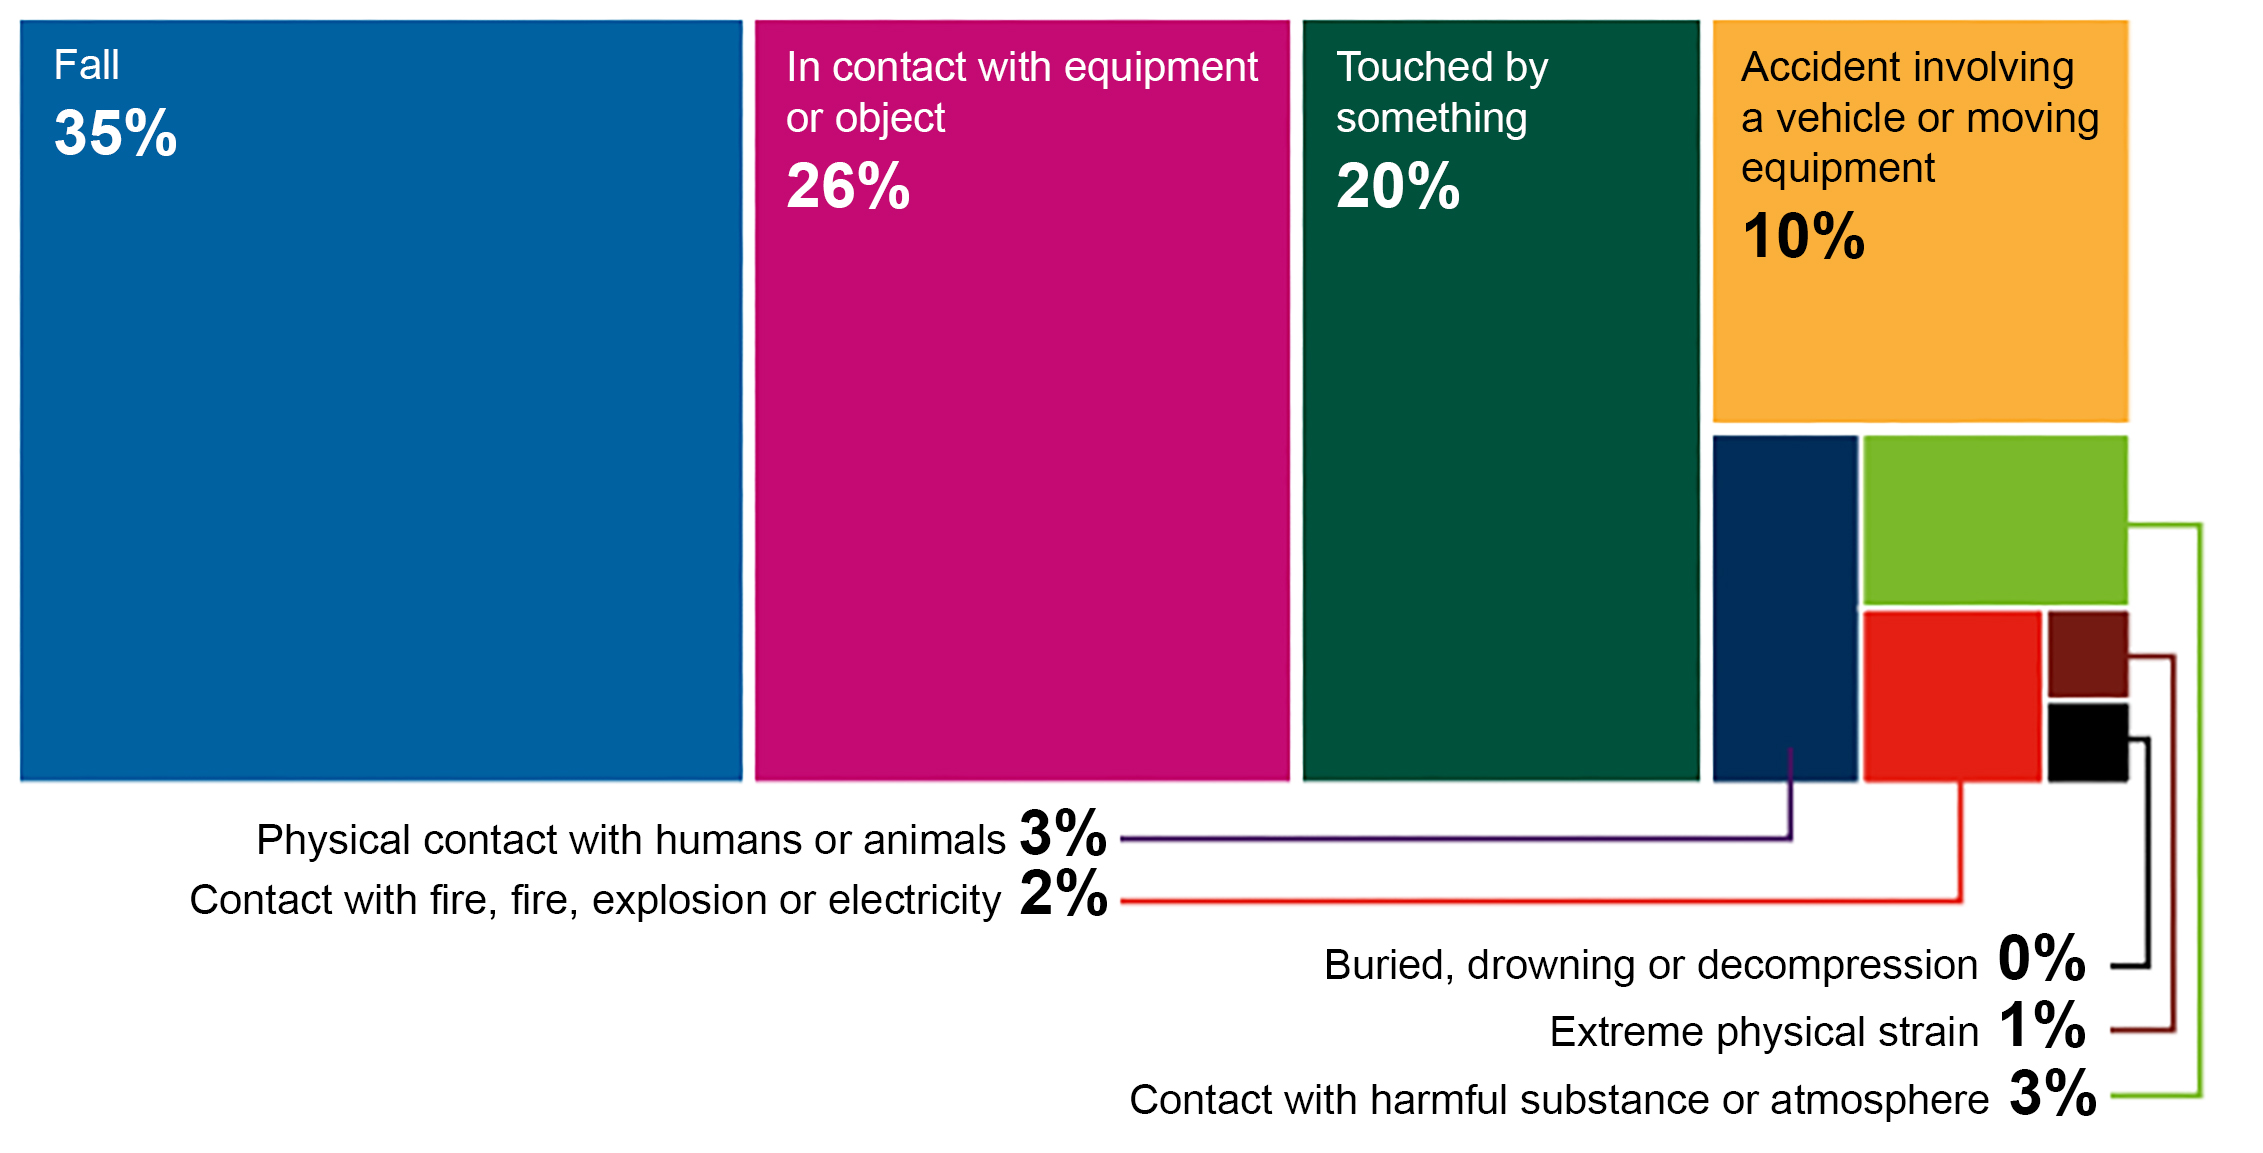 Fall
35%
In contact with equipment
or object
26%
Touched by
something
20%
Accident involving
a vehicle or moving
equipment
10%
Physical contact with humans or animals 3%
Contact with fire, fire, explosion or electricity 2%
Buried, drowning or decompression 0%
Extreme physical strain 1%
Contact with harmful substance or atmosphere 3%